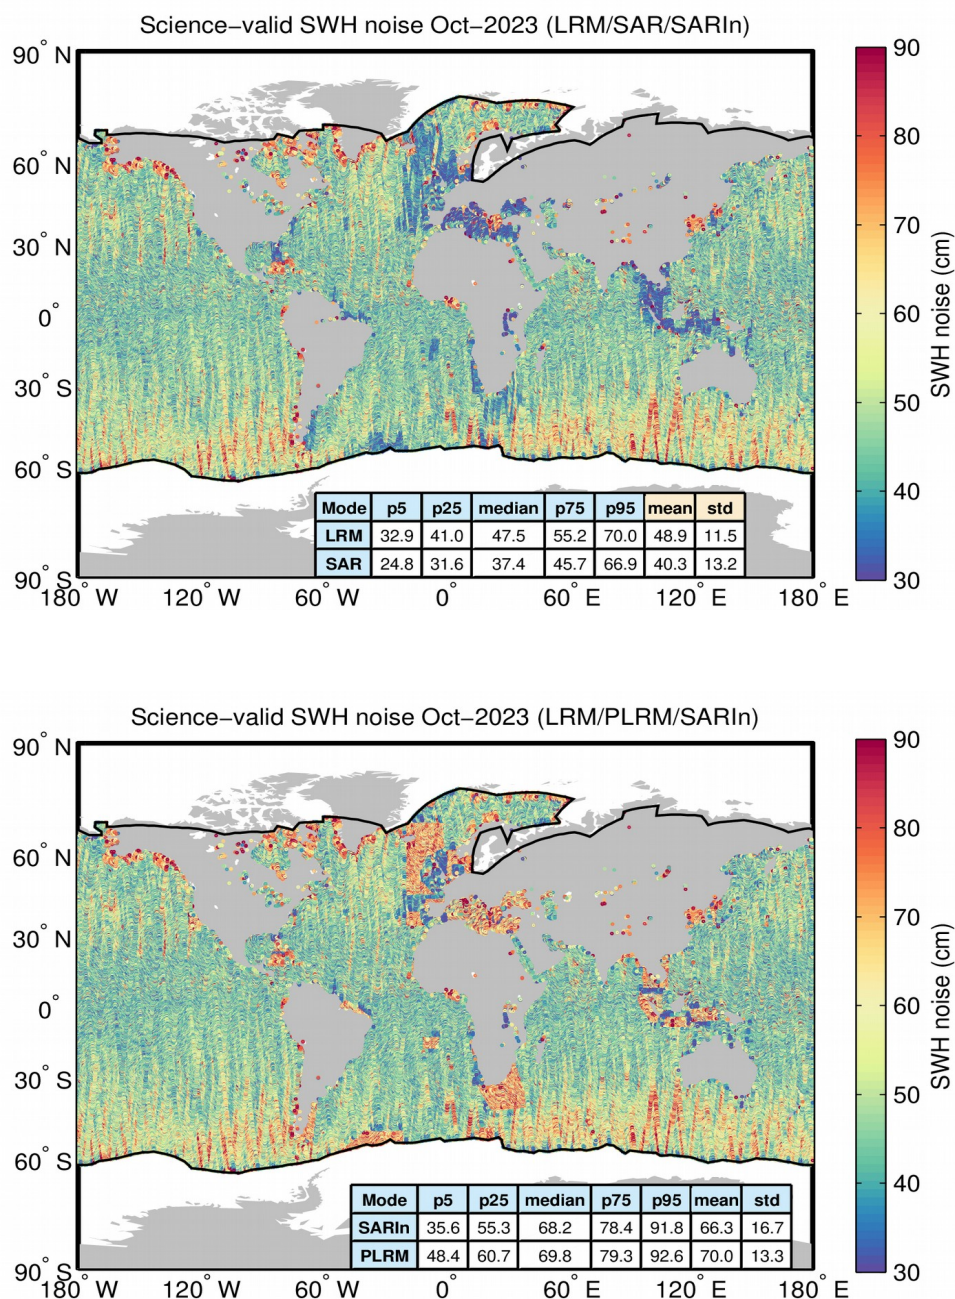 Science−valid SWH noise Oct−2023 (LRM/SAR/SARIn)
90° N
60° N
30° N
0°
30° S
60° S
90° S
180° W 120° W 60° W 0° 60° E 120° E 180° E
Mode p5 p25 median p75 p95 mean std
LRM 32.9 41.0 47.5 55.2 70.0 48.9 11.5
SAR 24.8 31.6 37.4 45.7 66.9 40.3 13.2
90
80
70
60
50
40
30
SWH noise (cm)
Science−valid SWH noise Oct−2023 (LRM/PLRM/SARIn)
90° N
60° N
30° N
0°
30° S
60° S
90° S
180° W 120° W 60° W 0° 60° E 120° E 180° E
Mode p5 p25 median p75 p95 mean std
SARIn 35.6 55.3 68.2 78.4 91.8 66.3 16.7
PLRM 48.4 60.7 69.8 79.3 92.6 70.0 13.3
90
80
70
60
50
40
30
SWH noise (cm)